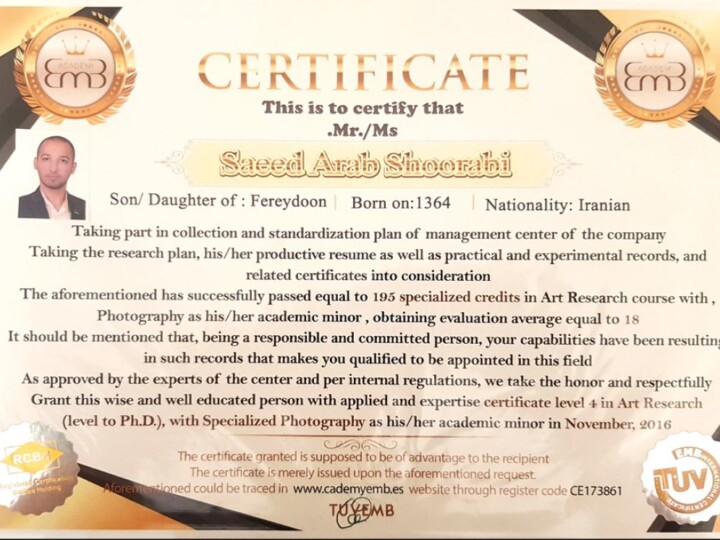 ACADEMY
EMB
ACADEMY
EMB
CERTIFICATE
This is to certify that
.Mr./Ms
Saeed Arab Shoorabi
Son/ Daughter of : Fereydoon | Born on:1364 | Nationality: Iranian
Taking part in collection and standardization plan of management center of the company
Taking the research plan, his/her productive resume as well as practical and experimental records, and
related certificates into consideration
The aforementioned has successfully passed equal to 195 specialized credits in Art Research course with ,
Photography as his/her academic minor , obtaining evaluation average equal to 18
It should be mentioned that, being a responsible and committed person, your capabilities have been resulting
in such records that makes you qualified to be appointed in this field
As approved by the experts of the center and per internal regulations, we take the honor and respectfully
Grant this wise and well educated person with applied and expertise certificate level 4 in Art Research
(level to Ph.D.), with Specialized Photography as his/her academic minor in November, 2016
The certificate granted is supposed to be of advantage to the recipient
The certificate is merely issued upon the aforementioned request.
Aforementioned could be traced in www.cademyemb.es website through register code CE173861
TUVEMB
RCB
TUV
EMB